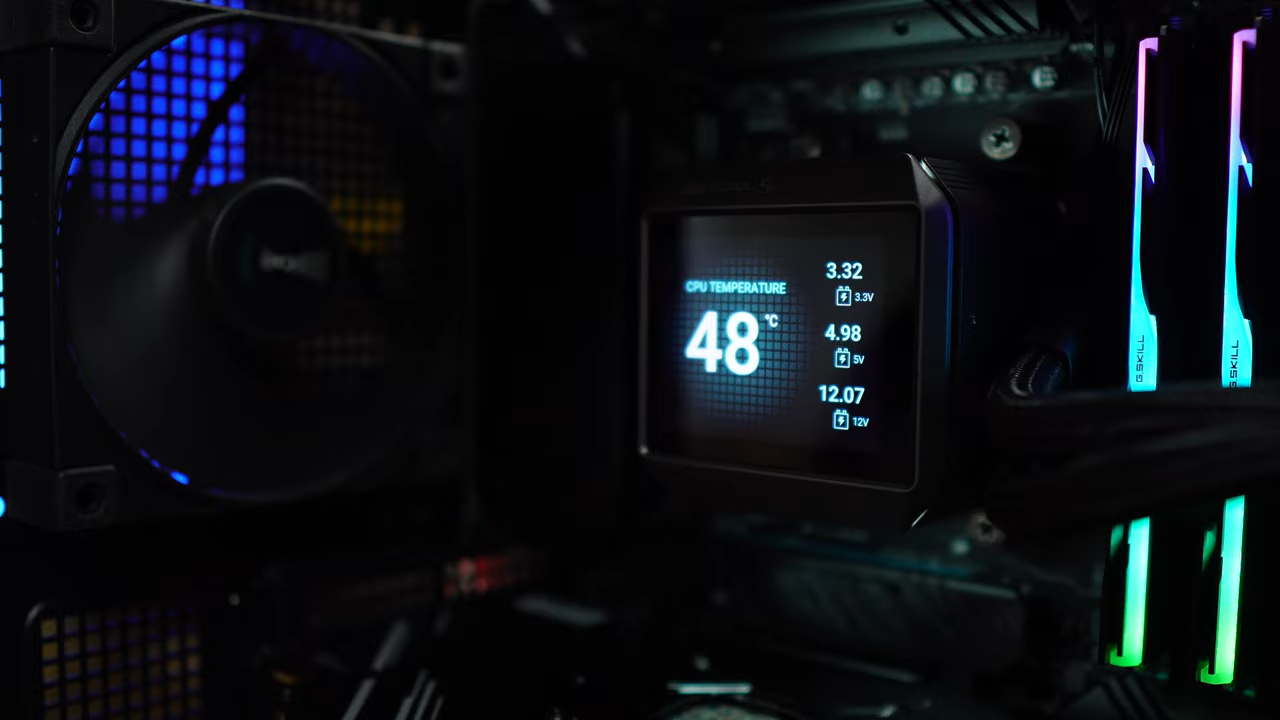 CPU TEMPERATURE
48 °C
3.32
3.3V
4.98
5V
12.07
12V
G.SKILL
G.SKILL